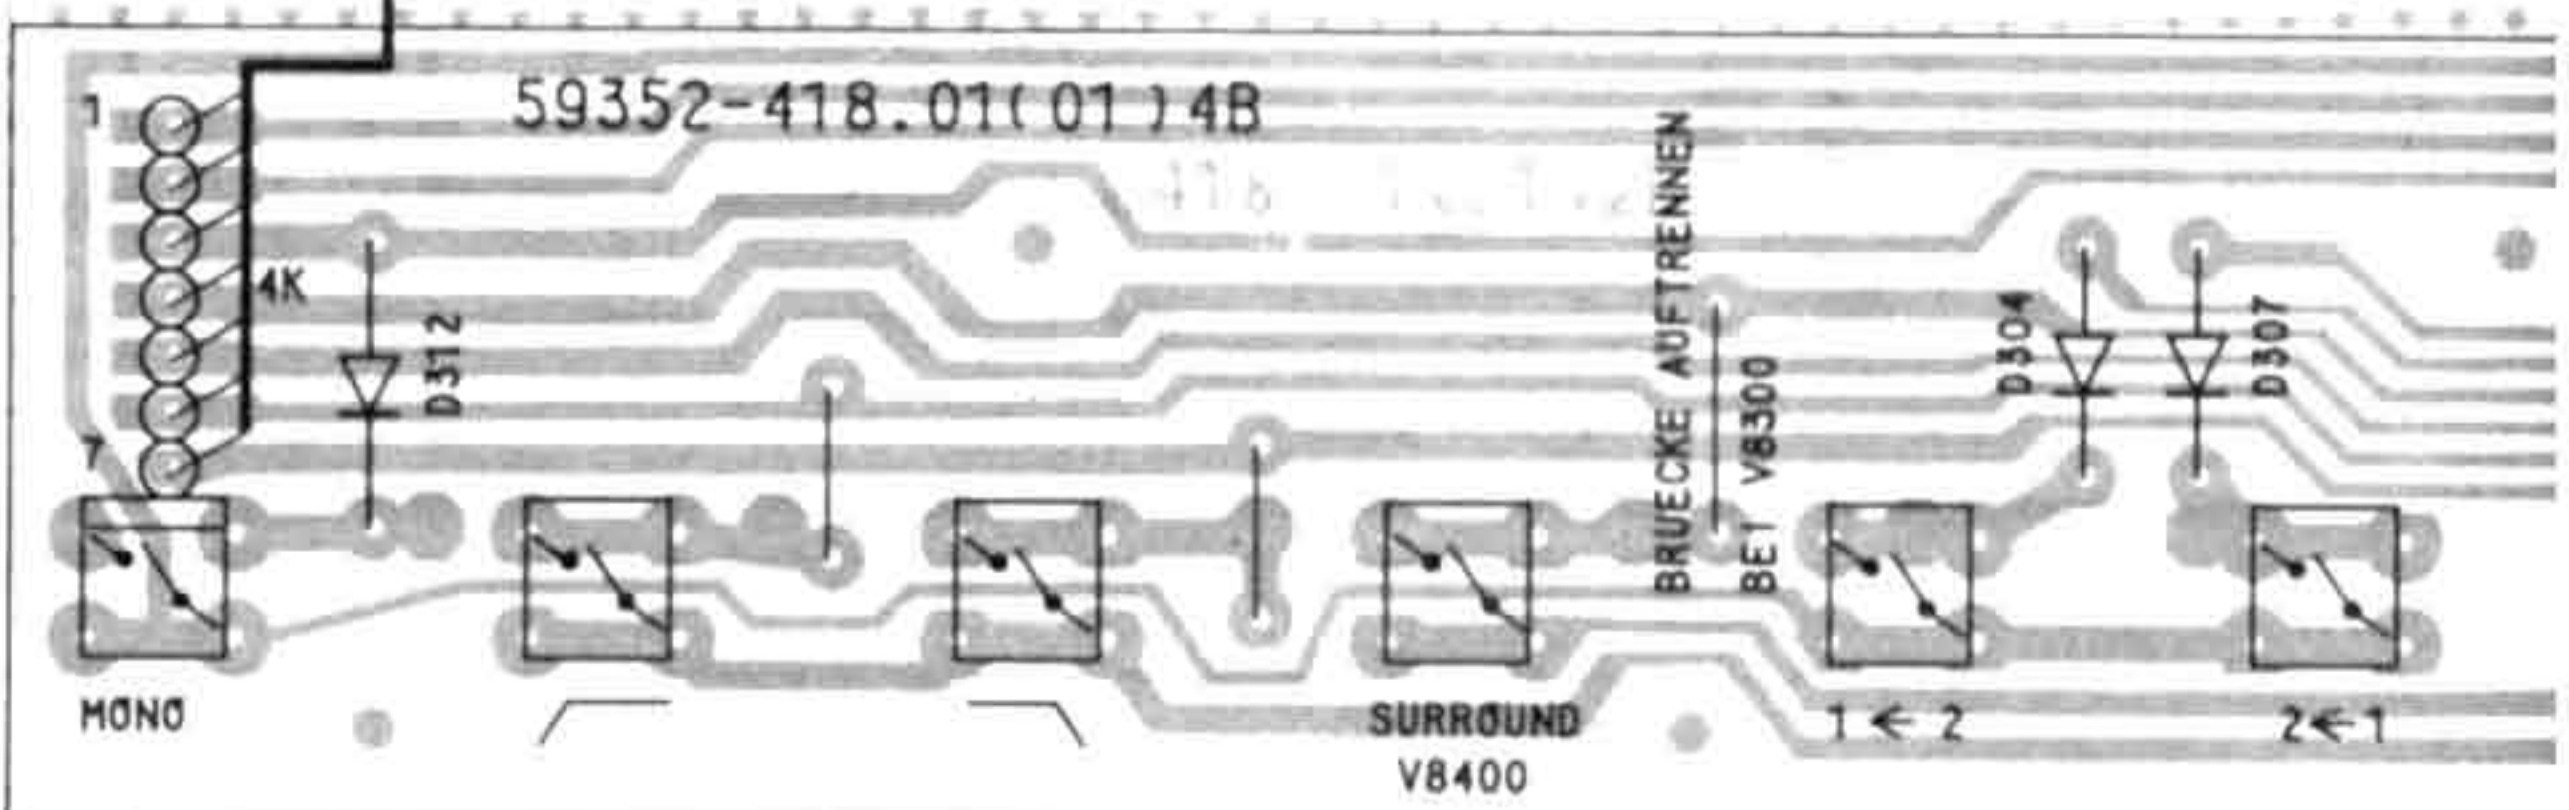 59352-418.01(01)4B
1
4K
D312
7
BRUECKE AUFTRENNEN
BEI V8300
D304
D307
MONO
SURROUND
V8400
1 ← 2
2 ← 1